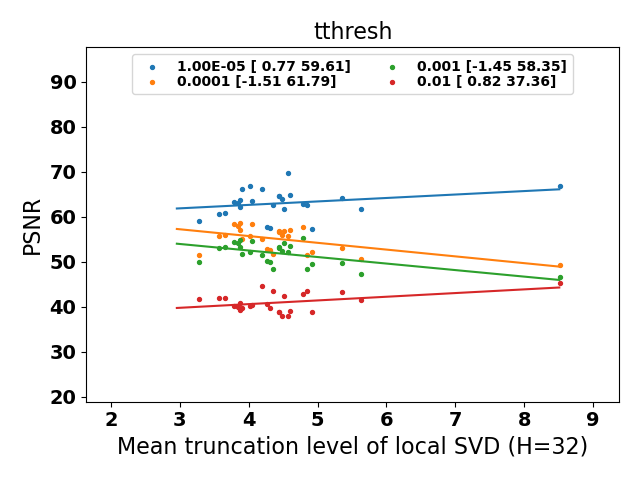 tthresh
1.00E-05 [ 0.77 59.61]
0.0001 [-1.51 61.79]
0.001 [-1.45 58.35]
0.01 [ 0.82 37.36]
PSNR
90
80
70
60
50
40
30
20
2 3 4 5 6 7 8 9
Mean truncation level of local SVD (H=32)